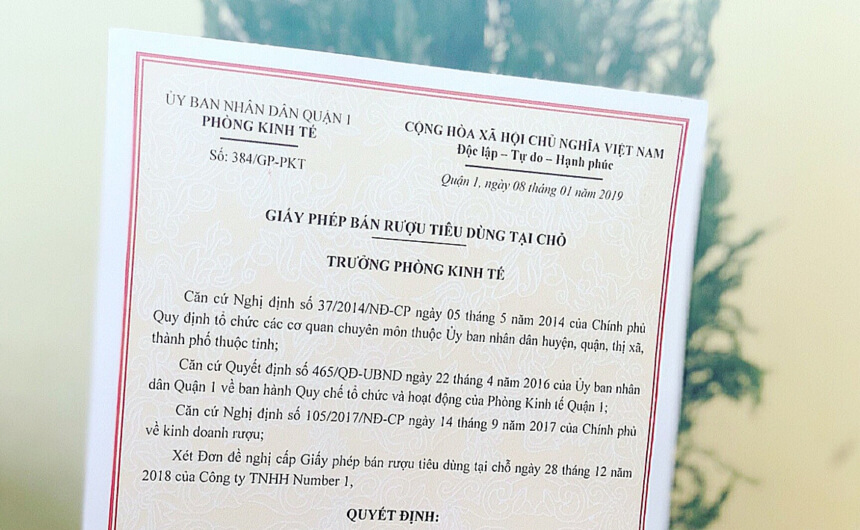 ỦY BAN NHÂN DÂN QUẬN 1
PHÒNG KINH TẾ
Số: 384/GP-PKT
CỘNG HÒA XÃ HỘI CHỦ NGHĨA VIỆT NAM
Độc lập – Tự do – Hạnh phúc
Quận 1, ngày 08 tháng 01 năm 2019
GIẤY PHÉP BÁN RƯỢU TIÊU DÙNG TẠI CHỖ
TRƯỞNG PHÒNG KINH TẾ
Căn cứ Nghị định số 37/2014/NĐ-CP ngày 05 tháng 5 năm 2014 của Chính phủ
Quy định tổ chức các cơ quan chuyên môn thuộc Ủy ban nhân dân huyện, quận, thị xã,
thành phố thuộc tỉnh;
Căn cứ Quyết định số 465/QĐ-UBND ngày 22 tháng 4 năm 2016 của Ủy ban nhân
dân Quận 1 về ban hành Quy chế tổ chức và hoạt động của Phòng Kinh tế Quận 1;
Căn cứ Nghị định số 105/2017/NĐ-CP ngày 14 tháng 9 năm 2017 của Chính phủ
về kinh doanh rượu;
Xét Đơn đề nghị cấp Giấy phép bán rượu tiêu dùng tại chỗ ngày 28 tháng 12 năm
2018 của Công ty TNHH Number 1,
QUYẾT ĐỊNH: